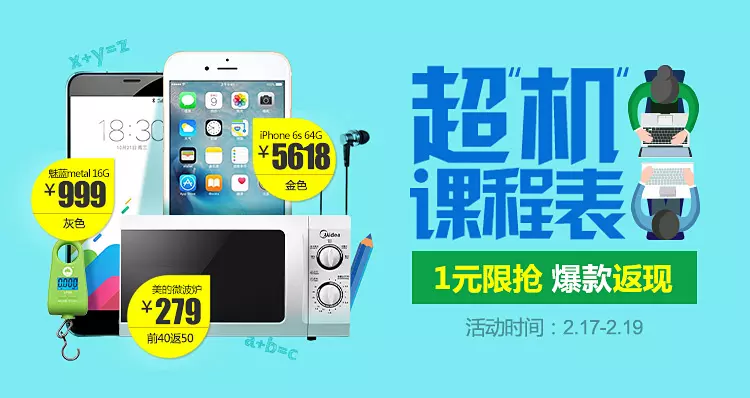 x+y=z
18:30
iPhone 6s 64G
¥5618
金色
魅蓝metal 16G
¥999
灰色
0.000
Midea
美的微波炉
¥279
前40返50
a+b=c
超"机"
课程表
1元限抢 爆款返现
活动时间：2.17-2.19